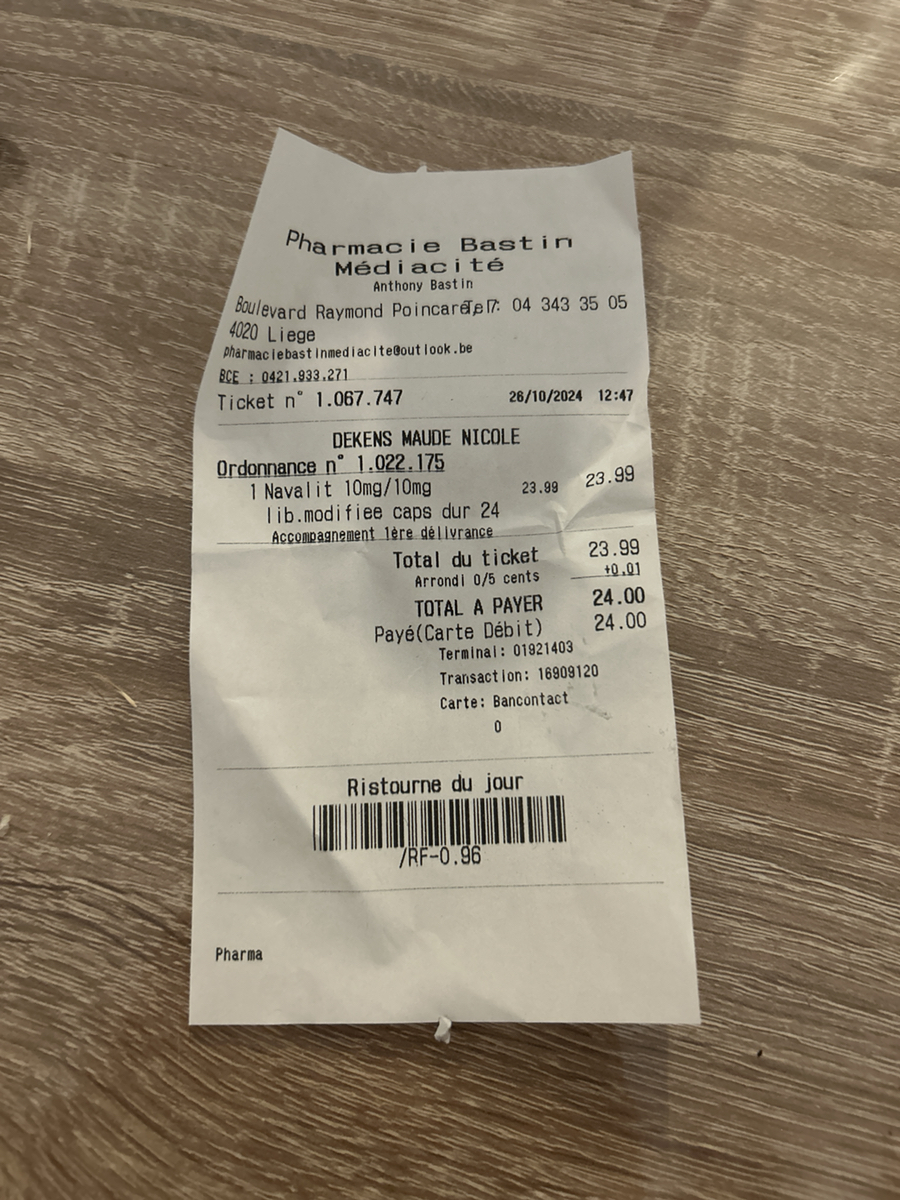 Pharmacie Bastin
Médiacité
Anthony Bastin
Boulevard Raymond Poincaré, 7 Tel: 04 343 35 05
4020 Liege
pharmaciebastinmediacite@outlook.be
BCE : 0421.933.271
Ticket n° 1.067.747 26/10/2024 12:47
DEKENS MAUDE NICOLE
Ordonnance n° 1.022.175
1 Navalit 10mg/10mg 23.99 23.99
lib.modifiee caps dur 24
Accompagnement 1ère délivrance
Total du ticket 23.99
Arrondi 0/5 cents +0.01
TOTAL A PAYER 24.00
Payé(Carte Débit) 24.00
Terminal: 01921403
Transaction: 16909120
Carte: Bancontact
0
Ristourne du jour
/RF-0.96
Pharma